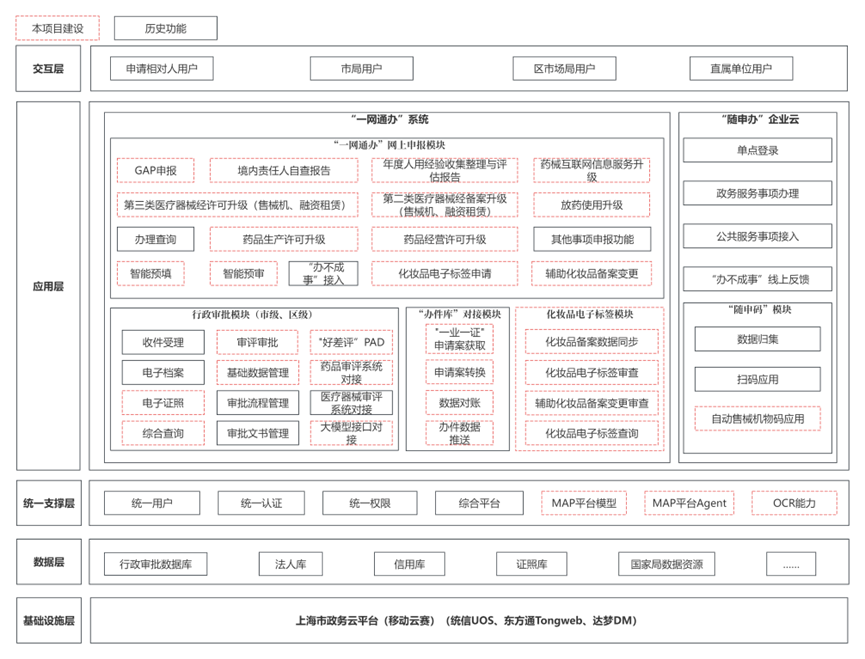 本项目建设
历史功能
交互层
申请相对人用户
市局用户
区市场局用户
直属单位用户
应用层
“一网通办”系统
“一网通办”网上申报模块
GAP申报
境内责任人自查报告
年度人用经验收集整理与评
估报告
药械互联网信息服务升
级
第三类医疗器械经许可升级（售械机、融资租赁）
第二类医疗器械经备案升级
（售械机、融资租赁）
放药使用升级
办理查询
药品生产许可升级
药品经营许可升级
其他事项申报功能
智能预填
智能预审
“办不成
事”接入
化妆品电子标签申请
辅助化妆品备案变更
行政审批模块（市级、区级）
收件受理
审评审批
“好差评”PAD
电子档案
基础数据管理
药品审评系统
对接
电子证照
审批流程管理
医疗器械审评
系统对接
综合查询
审批文书管理
大模型接口对
接
“办件库”对接模块
“一业一证”
申请案获取
申请案转换
数据对账
办件数据
推送
化妆品电子标签模块
化妆品备案数据同步
化妆品电子标签审查
辅助化妆品备案变更审查
化妆品电子标签查询
“随申办”企业云
单点登录
政务服务事项办理
公共服务事项接入
“办不成事”线上反馈
“随申码”模块
数据归集
扫码应用
自动售械机物码应用
统一支撑层
统一用户
统一认证
统一权限
综合平台
MAP平台模型
MAP平台Agent
OCR能力
数据层
行政审批数据库
法人库
信用库
证照库
国家局数据资源
......
基础设施层
上海市政务云平台（移动云赛）（统信UOS、东方通Tongweb、达梦DM）